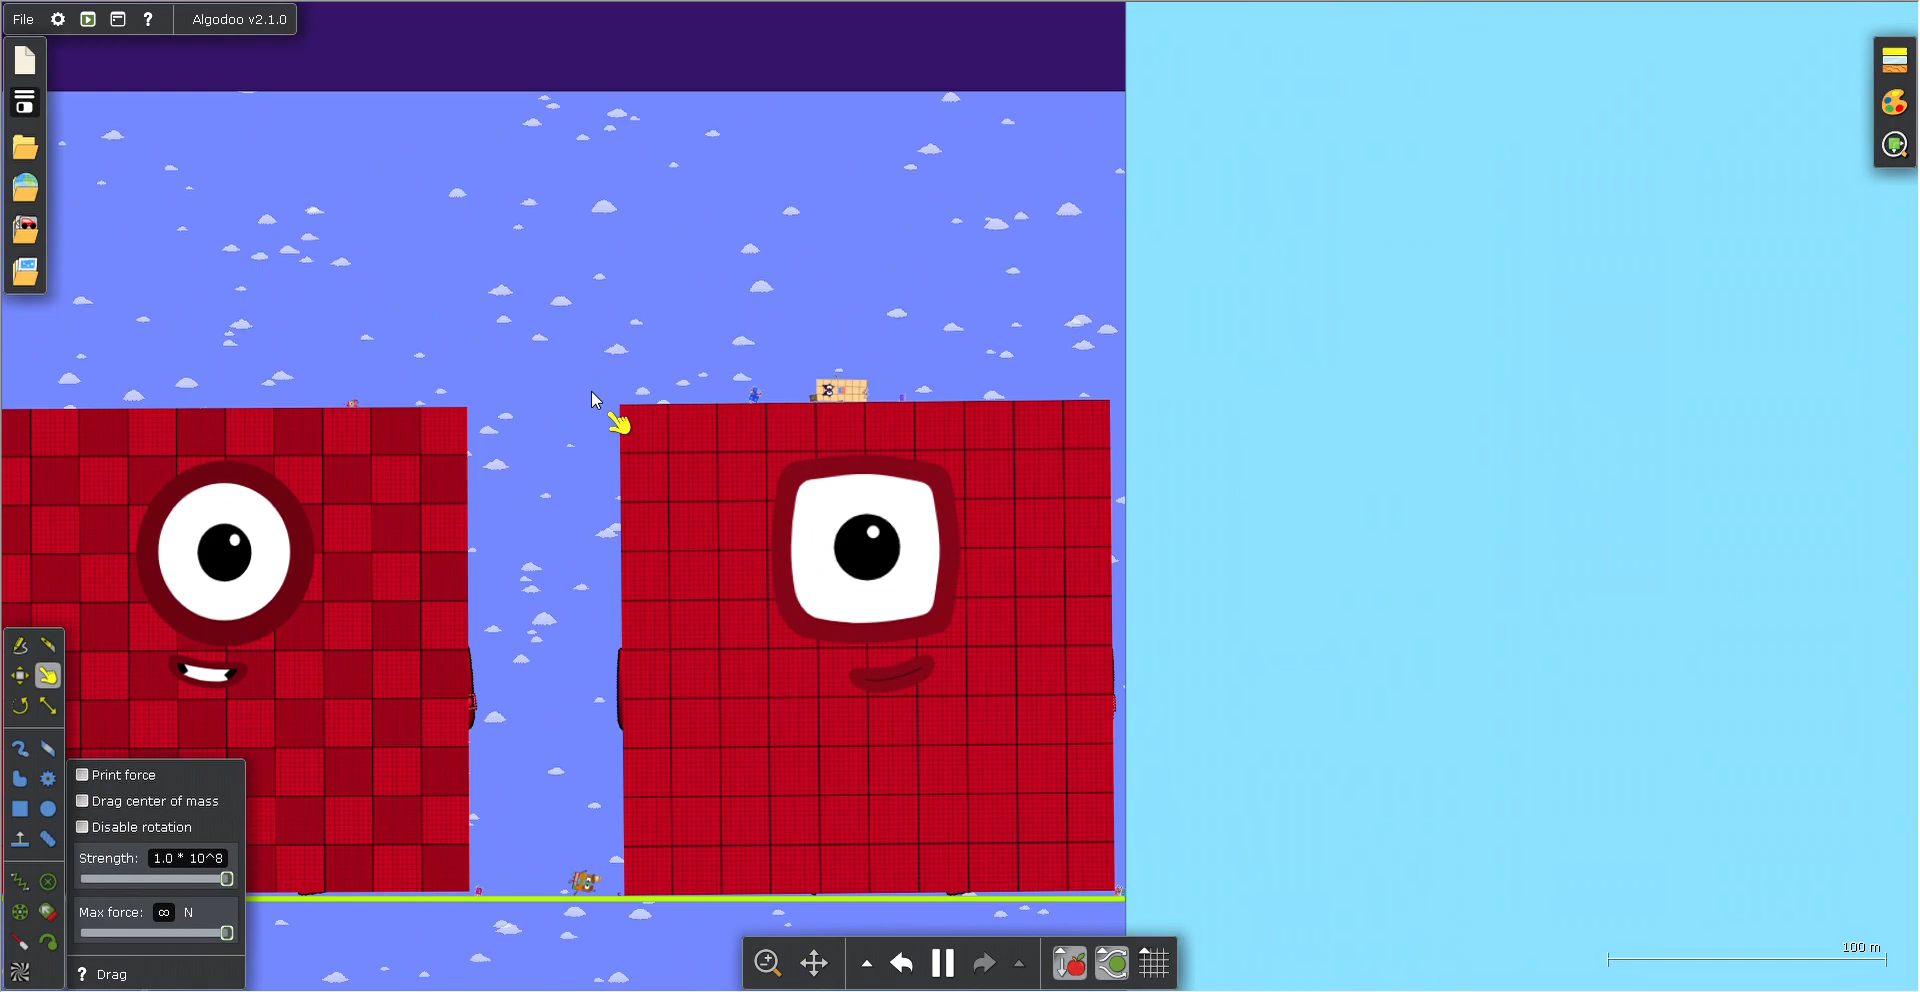 File ? Algodoo v2.1.0
Print force
Drag center of mass
Disable rotation
Strength: 1.0 * 10^8
Max force: ∞ N
? Drag
100 m